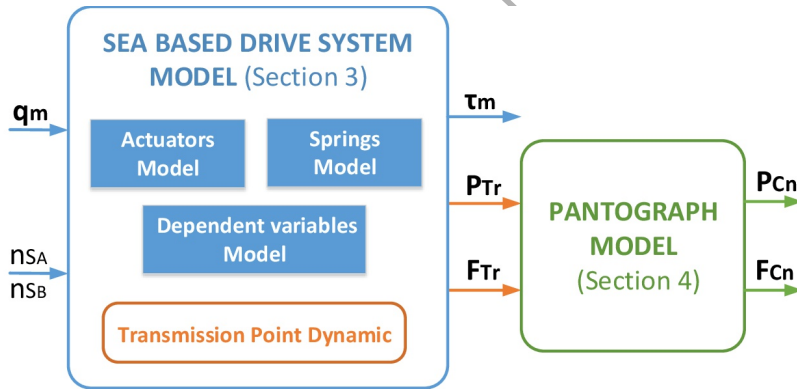 SEA BASED DRIVE SYSTEM
MODEL (Section 3)
qm
Actuators
Model
Springs
Model
τm
Dependent variables
Model
nSA
nSB
Transmission Point Dynamic
PTr
FTr
PANTOGRAPH
MODEL
(Section 4)
PCn
FCn